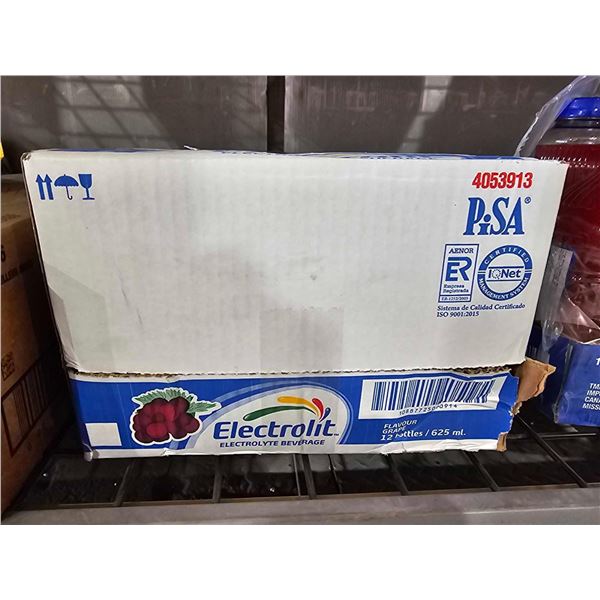 4053913
PiSA®
AENOR
ER
Empresa
Registrada
CERTIFIED
IQNet
MANAGEMENT SYSTEM
Sistema de Calidad Certificado
ISO 9001:2015
Electrolit
ELECTROLYTE BEVERAGE
FLAVOUR
GRAPE
12 bottles / 625 ml.